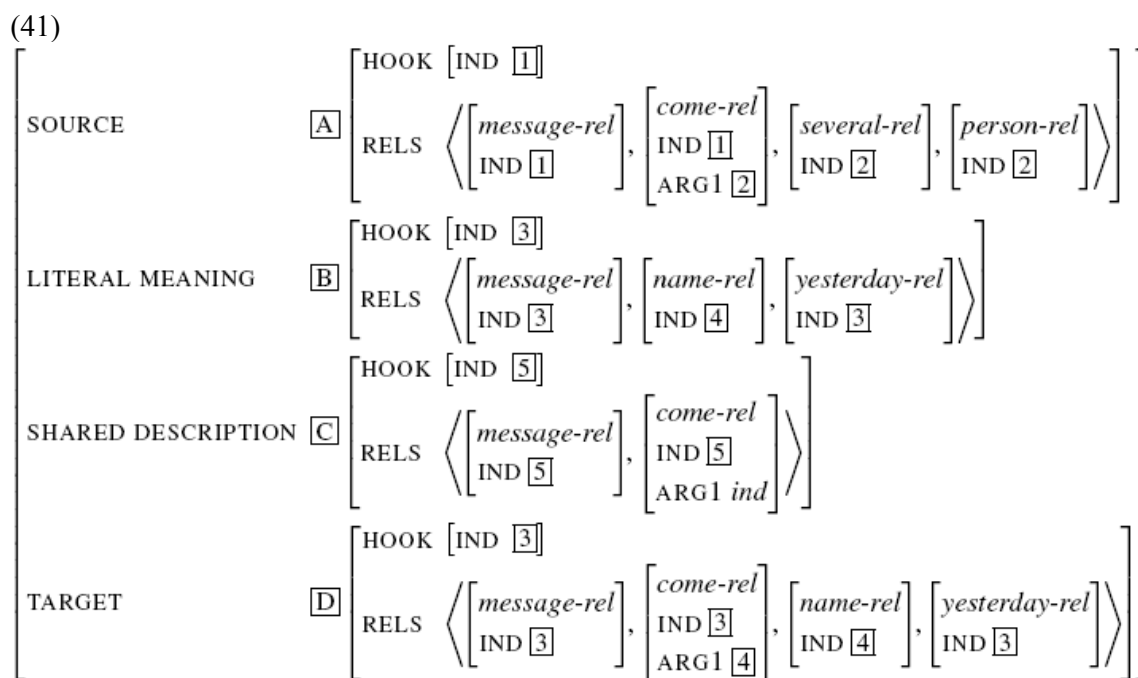 (41)
SOURCE A HOOK [IND 1]
RELS ⟨[message-rel IND 1], [come-rel IND 1 ARG1 2], [several-rel IND 2], [person-rel IND 2]⟩
LITERAL MEANING B HOOK [IND 3]
RELS ⟨[message-rel IND 3], [name-rel IND 4], [yesterday-rel IND 3]⟩
SHARED DESCRIPTION C HOOK [IND 5]
RELS ⟨[message-rel IND 5], [come-rel IND 5 ARG1 ind]⟩
TARGET D HOOK [IND 3]
RELS ⟨[message-rel IND 3], [come-rel IND 3 ARG1 4], [name-rel IND 4], [yesterday-rel IND 3]⟩